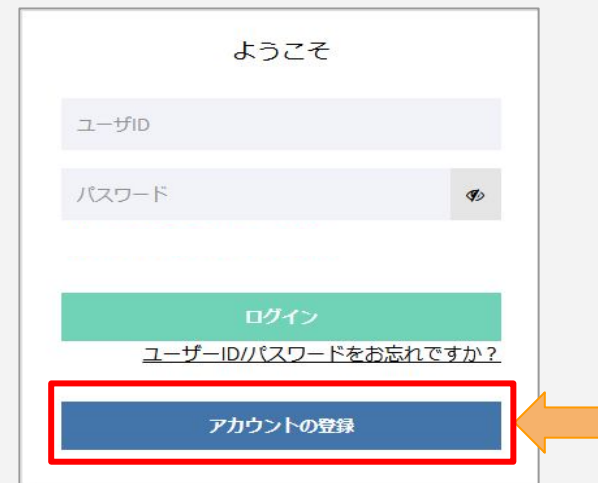 ようこそ
ユーザID
パスワード
ログイン
ユーザーID/パスワードをお忘れですか？
アカウントの登録